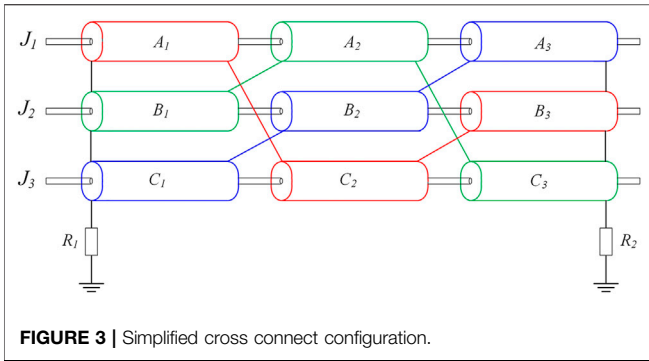 J1 A1 A2 A3
J2 B1 B2 B3
J3 C1 C2 C3
R1 R2
FIGURE 3 | Simplified cross connect configuration.